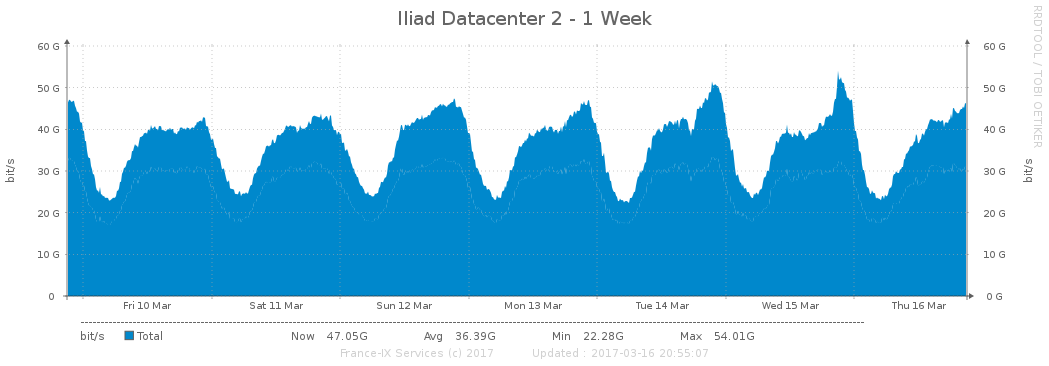 Iliad Datacenter 2 - 1 Week
RRDTOOL / TOBI OETIKER
60 G 60 G
50 G 50 G
40 G 40 G
30 G 30 G
20 G 20 G
10 G 10 G
0 0 G
bit/s bit/s
Fri 10 Mar Sat 11 Mar Sun 12 Mar Mon 13 Mar Tue 14 Mar Wed 15 Mar Thu 16 Mar
bit/s Total Now 47.05G Avg 36.39G Min 22.28G Max 54.01G
France-IX Services (c) 2017 Updated : 2017-03-16 20:55:07